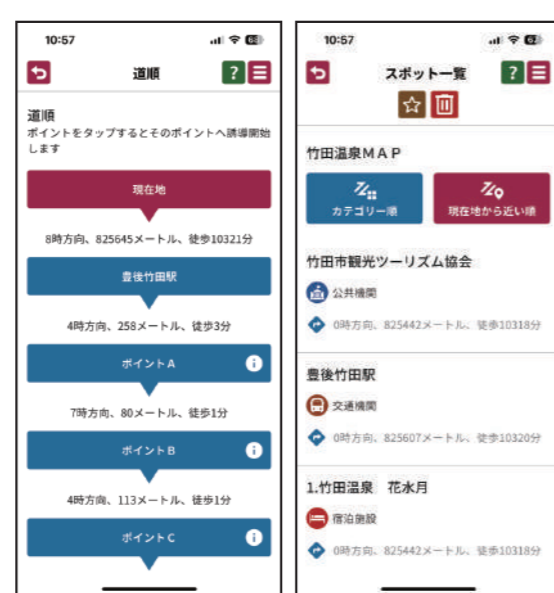 10:57
道順
?
道順
ポイントをタップするとそのポイントへ誘導開始
します
現在地
8時方向、825645メートル、徒歩10321分
豊後竹田駅
4時方向、258メートル、徒歩3分
ポイントA
7時方向、80メートル、徒歩1分
ポイントB
4時方向、113メートル、徒歩1分
ポイントC
10:57
スポット一覧
?
竹田温泉MAP
カテゴリー順
現在地から近い順
竹田市観光ツーリズム協会
公共機関
0時方向、825442メートル、徒歩10318分
豊後竹田駅
交通機関
0時方向、825607メートル、徒歩10320分
1.竹田温泉 花水月
宿泊施設
0時方向、825442メートル、徒歩10318分